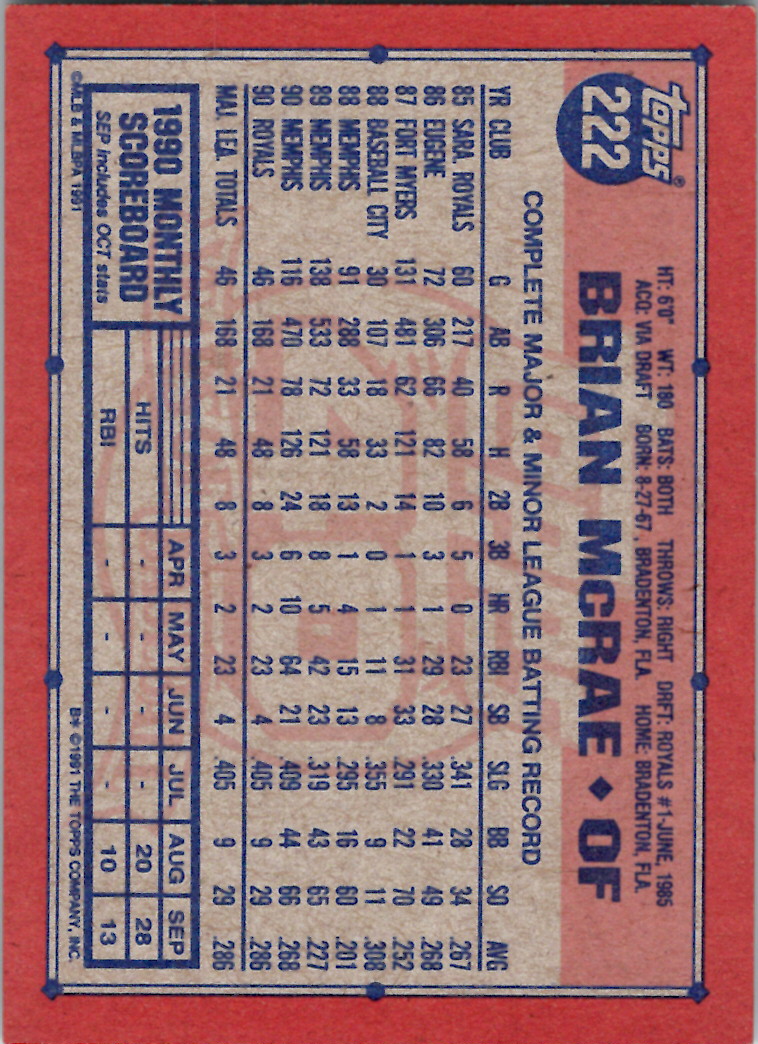 topps®
222
HT: 6'0" WT: 180 BATS: BOTH THROWS: RIGHT DRFT: ROYALS #1-JUNE, 1985
ACQ: VIA DRAFT BORN: 8-27-67, BRADENTON, FLA. HOME: BRADENTON, FLA.
BRIAN McRAE ◆ OF
COMPLETE MAJOR & MINOR LEAGUE BATTING RECORD
YR CLUB G AB R H 2B 3B HR RBI SB SLG BB SO AVG
85 SARA. ROYALS 60 217 40 58 6 5 0 23 27 .341 28 34 .267
86 EUGENE 72 306 66 82 10 3 1 29 28 .330 41 49 .268
87 FORT MYERS 131 481 62 121 14 1 1 31 33 .291 22 70 .252
88 BASEBALL CITY 30 107 18 33 2 0 1 11 8 .355 9 11 .308
88 MEMPHIS 91 288 33 58 13 1 4 15 13 .295 16 60 .201
89 MEMPHIS 138 533 72 121 18 8 5 42 23 .319 43 65 .227
90 MEMPHIS 116 470 78 126 24 6 10 64 21 .409 44 66 .268
90 ROYALS 46 168 21 48 8 3 2 23 4 .405 9 29 .286
MAJ. LEA. TOTALS 46 168 21 48 8 3 2 23 4 .405 9 29 .286
1990 MONTHLY
SCOREBOARD
SEP includes OCT stats
APR MAY JUN JUL AUG SEP
HITS - - - - 20 28
RBI - - - - 10 13
©MLB & MLBPA 1991
B* ©1991 THE TOPPS COMPANY, INC.